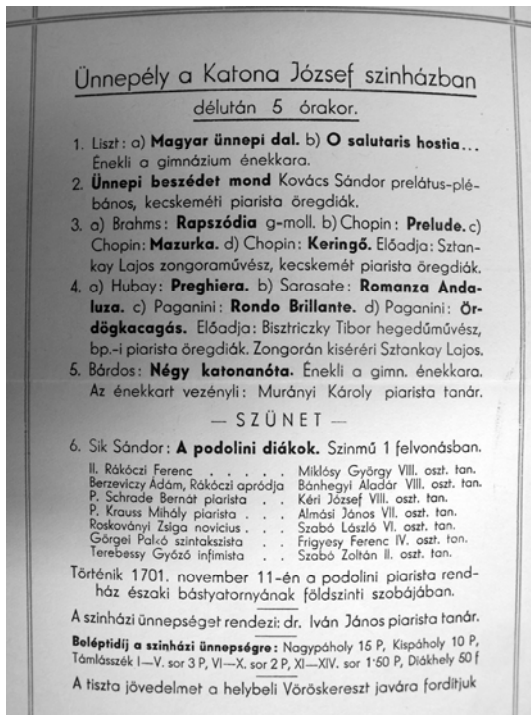 Ünnepély a Katona József szinházban
délután 5 órakor.
1. Liszt: a) Magyar ünnepi dal. b) O salutaris hostia...
Énekli a gimnázium énekkara.
2. Ünnepi beszédet mond Kovács Sándor prelátus-plé-
bános, kecskeméti piarista öregdiák.
3. a) Brahms: Rapszódia g-moll. b) Chopin: Prelude. c)
Chopin: Mazurka. d) Chopin: Keringő. Előadja: Sztan-
kay Lajos zongoraművész, kecskemét piarista öregdiák.
4. a) Hubay: Preghiera. b) Sarasate: Romanza Anda-
luza. c) Paganini: Rondo Brillante. d) Paganini: Ör-
dögkacagás. Előadja: Bisztriczky Tibor hegedűművész,
bp.-i piarista öregdiák. Zongorán kiséréri Sztankay Lajos.
5. Bárdos: Négy katonanóta. Énekli a gimn. énekkara.
Az énekkart vezényli: Murányi Károly piarista tanár.
— SZÜNET —
6. Sik Sándor: A podolini diákok. Szinmű 1 felvonásban.
II. Rákóczi Ferenc . . . . . Miklósy György VIII. oszt. tan.
Berzeviczy Ádám, Rákóczi apródja Bánhegyi Aladár VIII. oszt. tan.
P. Schrade Bernát piarista . . Kéri József VIII. oszt. tan.
P. Krauss Mihály piarista . . . Almási János VII. oszt. tan.
Roskoványi Zsiga novicius . . . Szabó László VI. oszt. tan.
Görgei Palkó szintakszista . . Frigyesy Ferenc IV. oszt. tan.
Terebessy Győző infimista . . Szabó Zoltán II. oszt. tan.
Történik 1701. november 11-én a podolini piarista rend-
ház északi bástyatornyának földszinti szobájában.
A szinházi ünnepséget rendezi: dr. Iván János piarista tanár.
Beléptidíj a szinházi ünnepségre: Nagypáholy 15 P, Kispáholy 10 P,
Támlásszék I—V. sor 3 P, VI—X. sor 2 P, XI—XIV. sor 1·50 P, Diákhely 50 f
A tiszta jövedelmet a helybeli Vöröskereszt javára fordítjuk